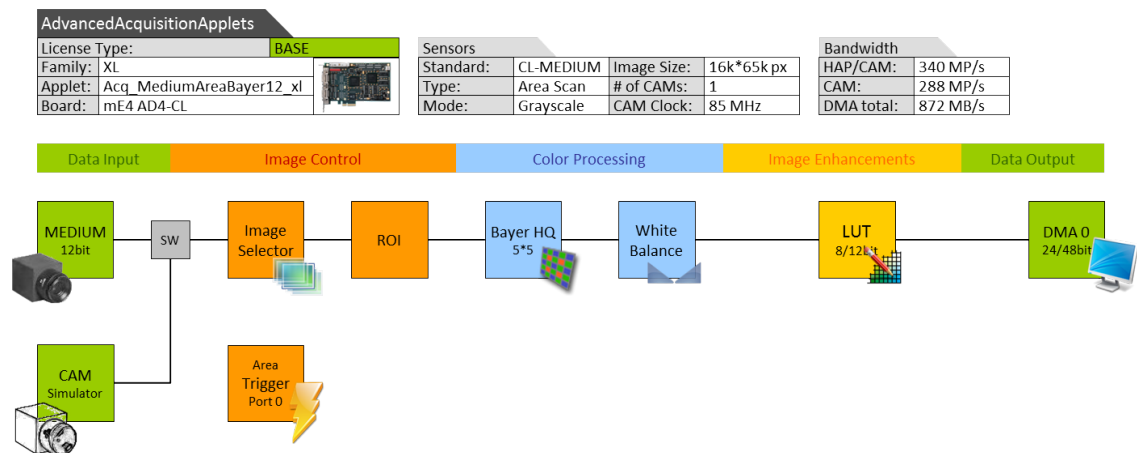 AdvancedAcquisitionApplets
License Type: BASE
Family: XL
Applet: Acq_MediumAreaBayer12_xl
Board: mE4 AD4-CL
Sensors
Standard: CL-MEDIUM Image Size: 16k*65k px
Type: Area Scan # of CAMs: 1
Mode: Grayscale CAM Clock: 85 MHz
Bandwidth
HAP/CAM: 340 MP/s
CAM: 288 MP/s
DMA total: 872 MB/s
Data Input Image Control Color Processing Image Enhancements Data Output
MEDIUM
12bit
SW
Image
Selector
ROI
Bayer HQ
5*5
White
Balance
LUT
8/12bit
DMA 0
24/48bit
CAM
Simulator
Area
Trigger
Port 0